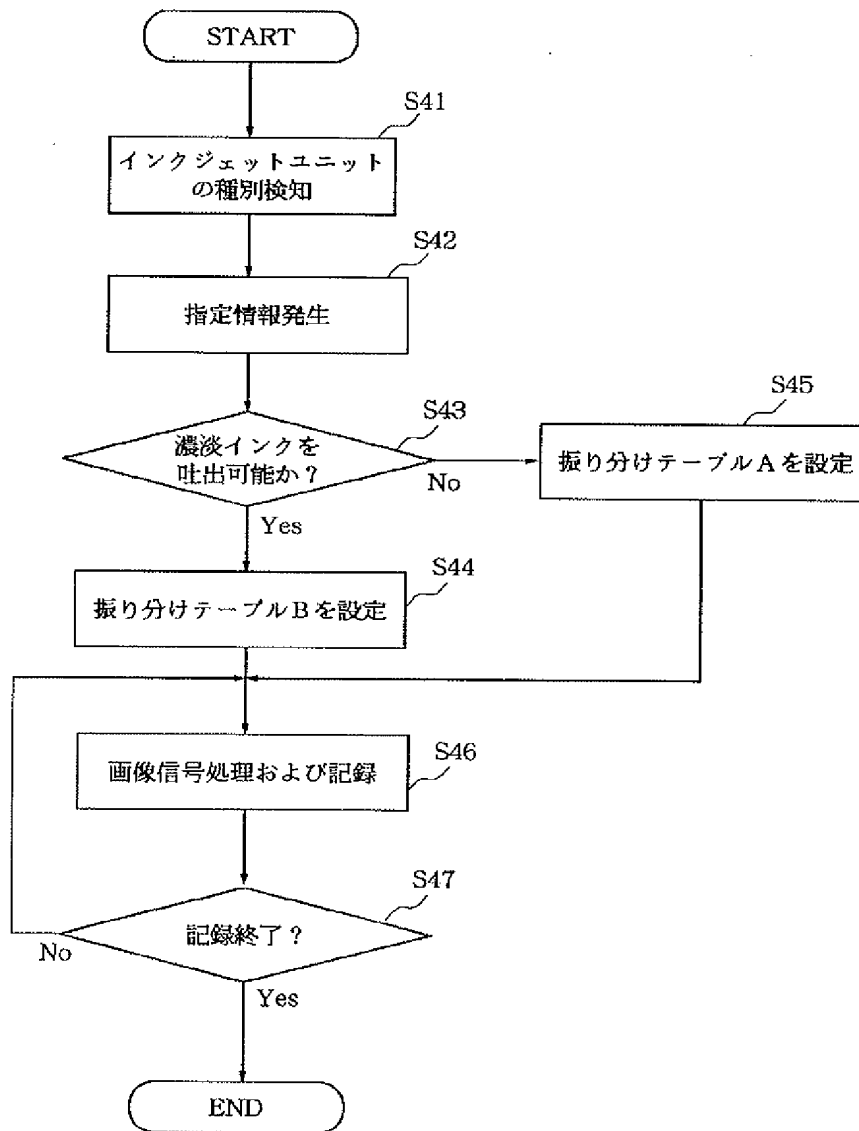 START
S41
インクジェットユニット
の種別検知
S42
指定情報発生
S43
濃淡インクを
吐出可能か？
No
Yes
S45
振り分けテーブルＡを設定
S44
振り分けテーブルＢを設定
S46
画像信号処理および記録
S47
記録終了？
No
Yes
END